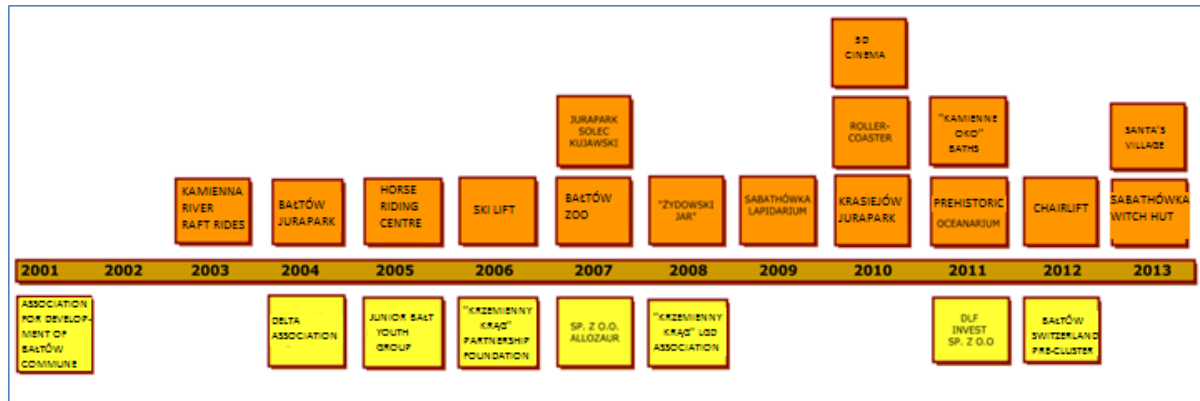 5D
CINEMA
JURAPARK
SOLEC
KUJAWSKI
ROLLER-
COASTER
"KAMIENNE
OKO"
BATHS
SANTA'S
VILLAGE
KAMIENNA
RIVER
RAFT RIDES
BAŁTÓW
JURAPARK
HORSE
RIDING
CENTRE
SKI LIFT
BAŁTÓW
ZOO
"ŻYDOWSKI
JAR"
SABATHÓWKA
LAPIDARIUM
KRASIEJÓW
JURAPARK
PREHISTORIC
OCEANARIUM
CHAIRLIFT
SABATHÓWKA
WITCH HUT
2001 2002 2003 2004 2005 2006 2007 2008 2009 2010 2011 2012 2013
ASSOCIATION
FOR DEVELOP-
MENT OF
BAŁTÓW
COMMUNE
DELTA
ASSOCIATION
JUNIOR BAŁT
YOUTH
GROUP
"KRZEMIENNY
KRĄG"
PARTNERSHIP
FOUNDATION
SP. Z O.O.
ALLOZAUR
"KRZEMIENNY
KRĄG" LGD
ASSOCIATION
DLF
INVEST
SP. Z O.O
BAŁTÓW
SWITZERLAND
PRE-CLUSTER